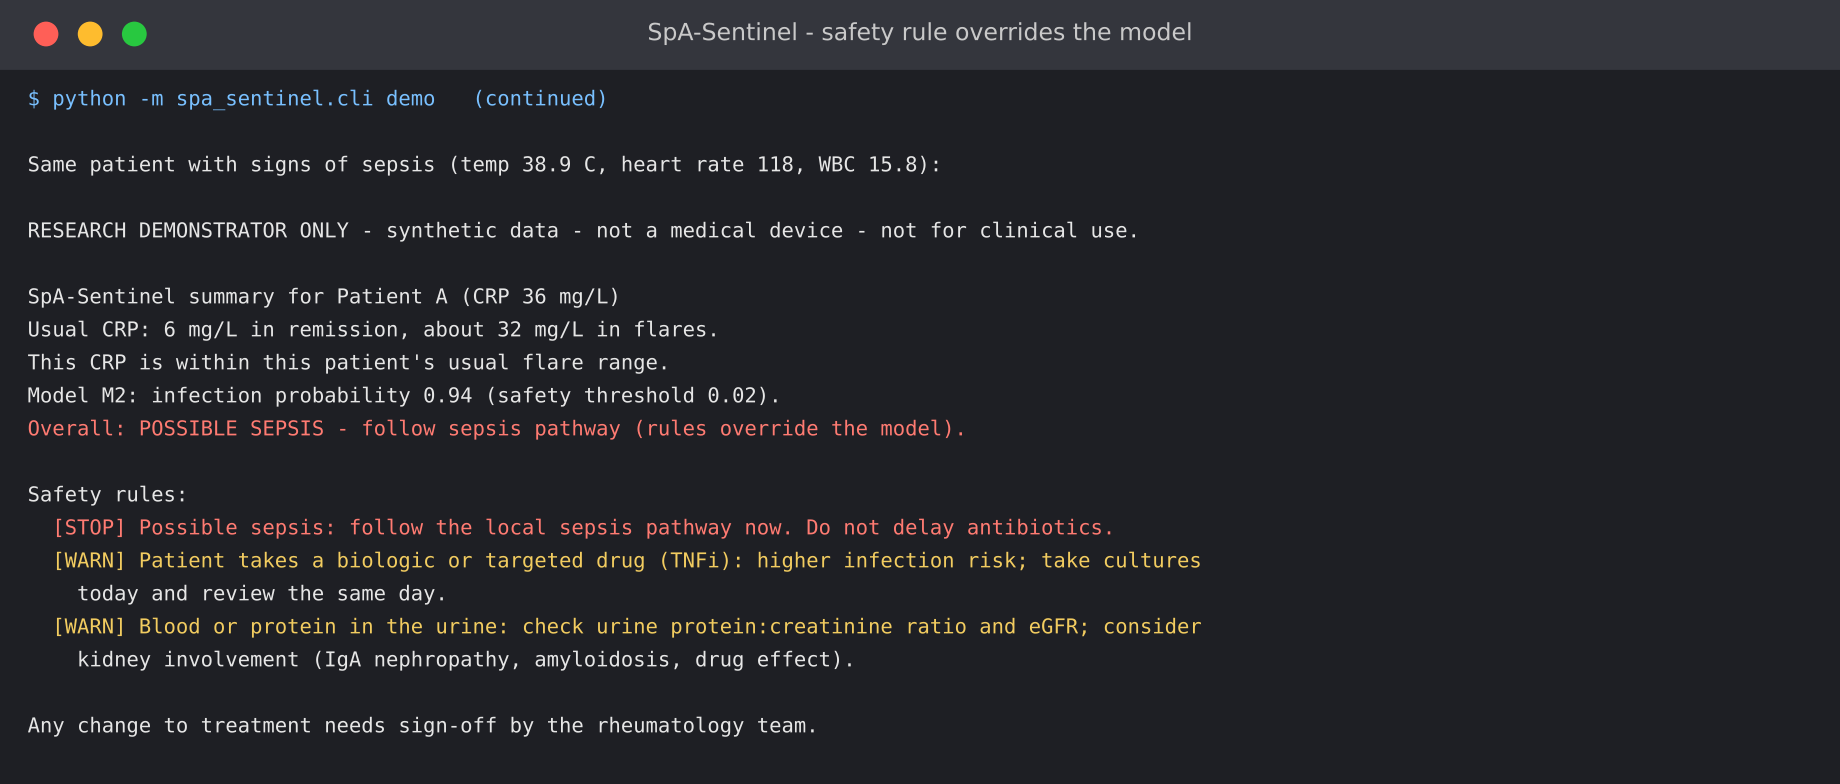 SpA-Sentinel - safety rule overrides the model
$ python -m spa_sentinel.cli demo   (continued)
Same patient with signs of sepsis (temp 38.9 C, heart rate 118, WBC 15.8):
RESEARCH DEMONSTRATOR ONLY - synthetic data - not a medical device - not for clinical use.
SpA-Sentinel summary for Patient A (CRP 36 mg/L)
Usual CRP: 6 mg/L in remission, about 32 mg/L in flares.
This CRP is within this patient's usual flare range.
Model M2: infection probability 0.94 (safety threshold 0.02).
Overall: POSSIBLE SEPSIS - follow sepsis pathway (rules override the model).
Safety rules:
[STOP] Possible sepsis: follow the local sepsis pathway now. Do not delay antibiotics.
[WARN] Patient takes a biologic or targeted drug (TNFi): higher infection risk; take cultures
today and review the same day.
[WARN] Blood or protein in the urine: check urine protein:creatinine ratio and eGFR; consider
kidney involvement (IgA nephropathy, amyloidosis, drug effect).
Any change to treatment needs sign-off by the rheumatology team.